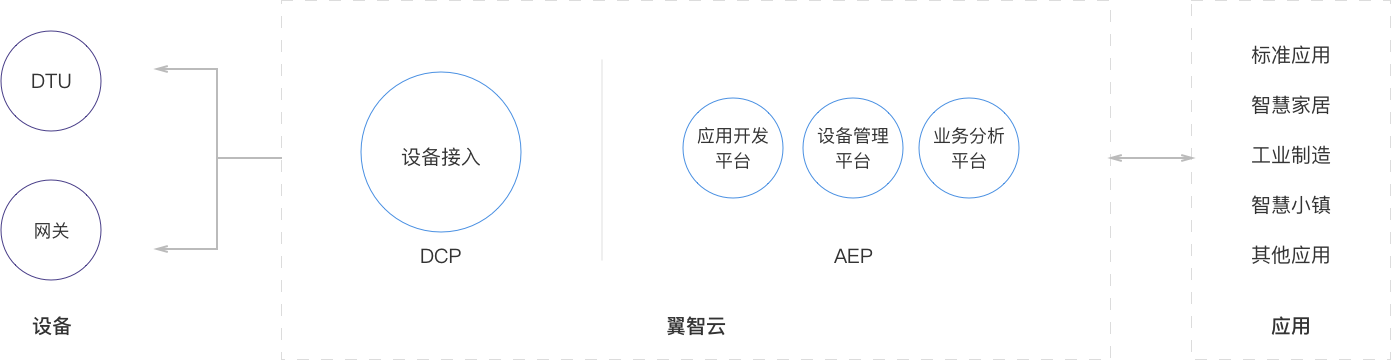 DTU
网关
设备
设备接入
DCP
应用开发
平台
设备管理
平台
业务分析
平台
AEP
翼智云
标准应用
智慧家居
工业制造
智慧小镇
其他应用
应用